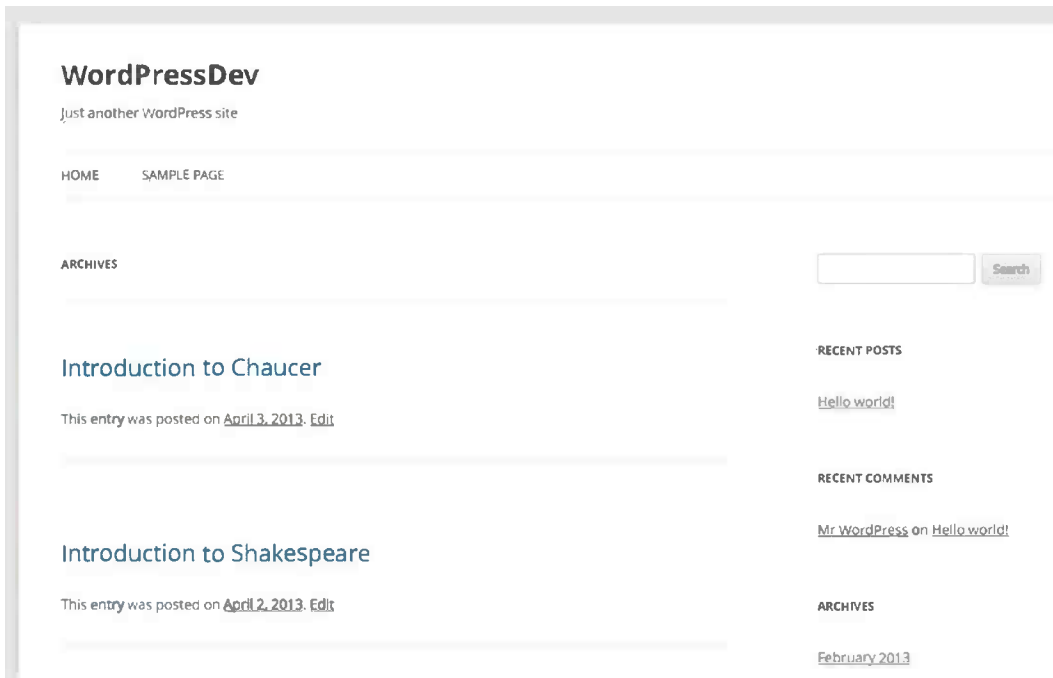 WordPressDev
Just another WordPress site
HOME SAMPLE PAGE
ARCHIVES
Introduction to Chaucer
This entry was posted on April 3, 2013. Edit
Introduction to Shakespeare
This entry was posted on April 2, 2013. Edit
Search
RECENT POSTS
Hello world!
RECENT COMMENTS
Mr WordPress on Hello world!
ARCHIVES
February 2013